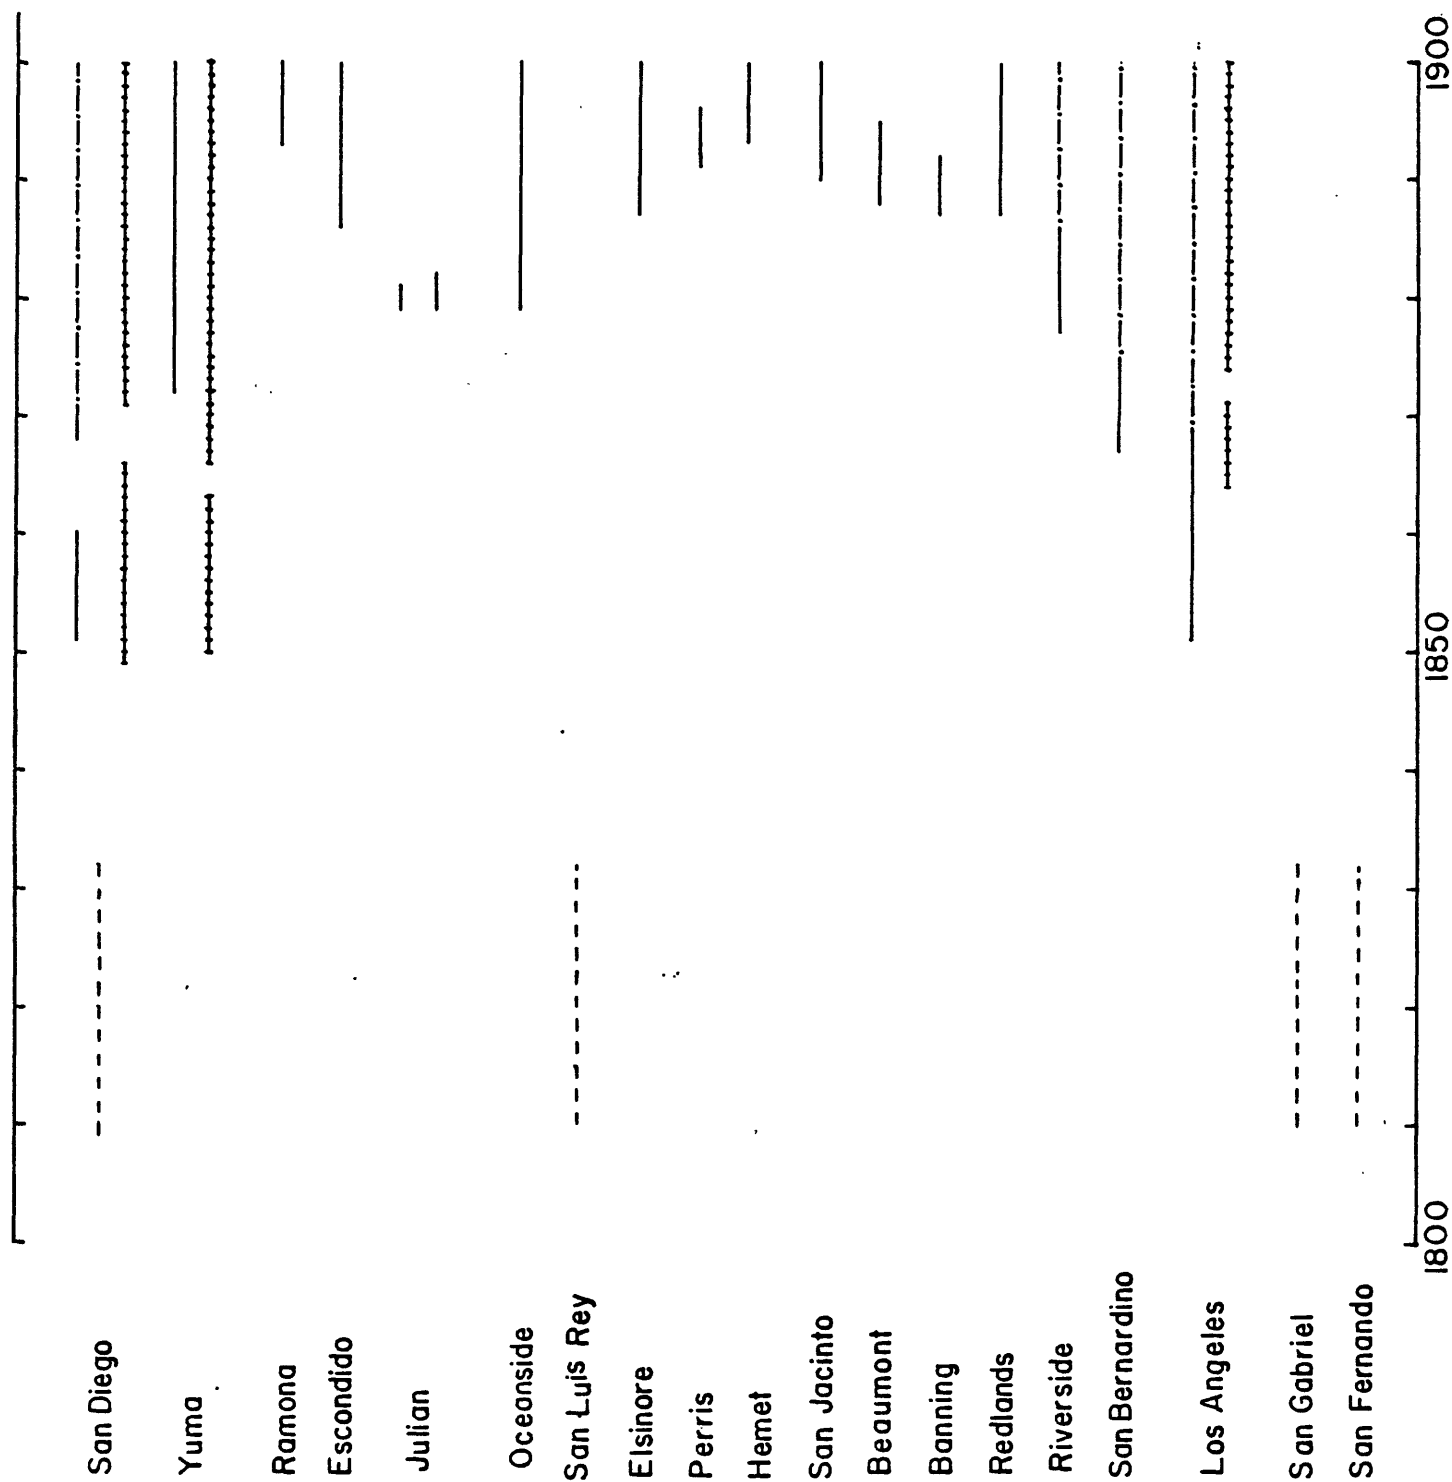 San Diego
Yuma
Ramona
Escondido
Julian
Oceanside
San Luis Rey
Elsinore
Perris
Hemet
San Jacinto
Beaumont
Banning
Redlands
Riverside
San Bernardino
Los Angeles
San Gabriel
San Fernando
1800
1850
1900